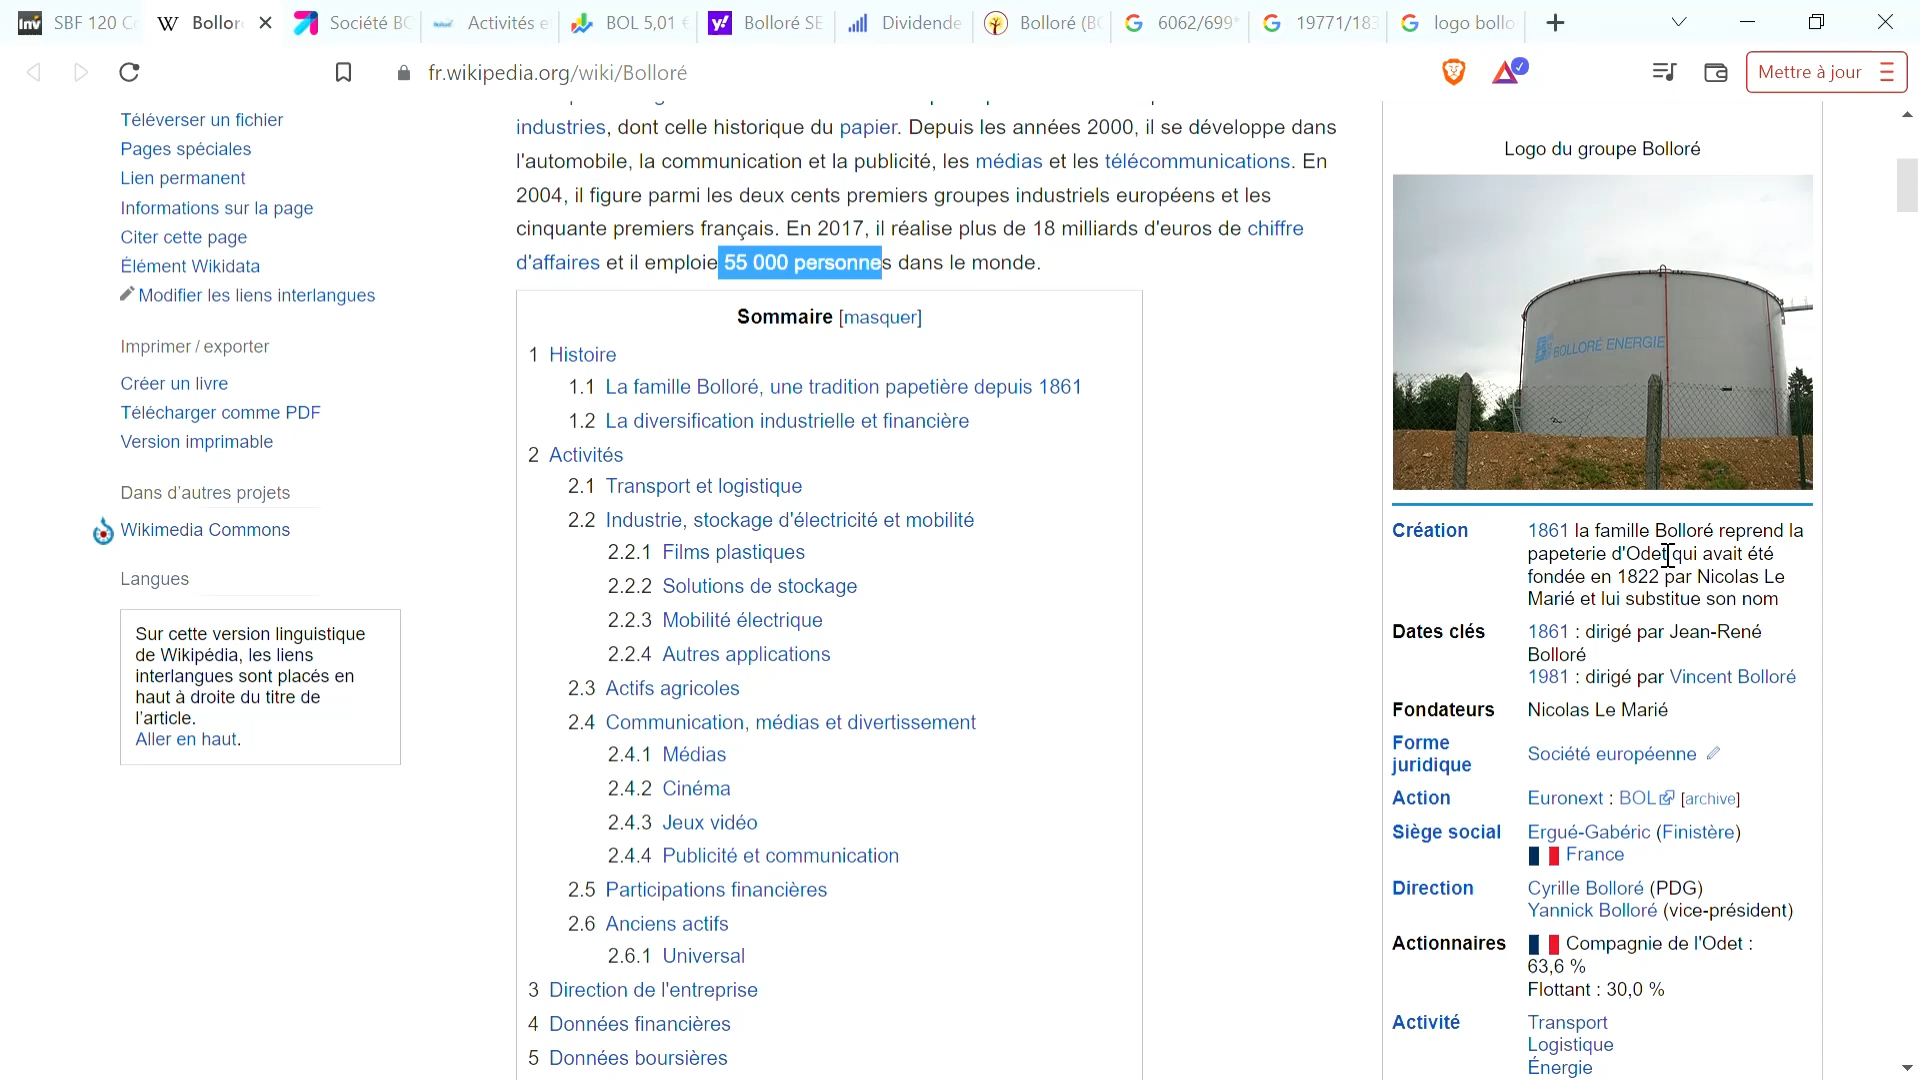 SBF 120 C
Bollor
Société BC
Activités e
BOL 5,01 €
Bolloré SE
Dividende
Bolloré (BC
6062/699
19771/183
logo bollo
fr.wikipedia.org/wiki/Bolloré
Mettre à jour
Téléverser un fichier
Pages spéciales
Lien permanent
Informations sur la page
Citer cette page
Élément Wikidata
Modifier les liens interlangues
Imprimer / exporter
Créer un livre
Télécharger comme PDF
Version imprimable
Dans d'autres projets
Wikimedia Commons
Langues
Sur cette version linguistique
de Wikipédia, les liens
interlangues sont placés en
haut à droite du titre de
l'article.
Aller en haut.
industries, dont celle historique du papier. Depuis les années 2000, il se développe dans
l'automobile, la communication et la publicité, les médias et les télécommunications. En
2004, il figure parmi les deux cents premiers groupes industriels européens et les
cinquante premiers français. En 2017, il réalise plus de 18 milliards d'euros de chiffre
d'affaires et il emploie 55 000 personnes dans le monde.
Sommaire [masquer]
1 Histoire
1.1 La famille Bolloré, une tradition papetière depuis 1861
1.2 La diversification industrielle et financière
2 Activités
2.1 Transport et logistique
2.2 Industrie, stockage d'électricité et mobilité
2.2.1 Films plastiques
2.2.2 Solutions de stockage
2.2.3 Mobilité électrique
2.2.4 Autres applications
2.3 Actifs agricoles
2.4 Communication, médias et divertissement
2.4.1 Médias
2.4.2 Cinéma
2.4.3 Jeux vidéo
2.4.4 Publicité et communication
2.5 Participations financières
2.6 Anciens actifs
2.6.1 Universal
3 Direction de l'entreprise
4 Données financières
5 Données boursières
Logo du groupe Bolloré
BOLLORÉ ENERGIE
Création 1861 la famille Bolloré reprend la
papeterie d'Odet qui avait été
fondée en 1822 par Nicolas Le
Marié et lui substitue son nom
Dates clés 1861 : dirigé par Jean-René
Bolloré
1981 : dirigé par Vincent Bolloré
Fondateurs Nicolas Le Marié
Forme
juridique Société européenne
Action Euronext : BOL [archive]
Siège social Ergué-Gabéric (Finistère)
France
Direction Cyrille Bolloré (PDG)
Yannick Bolloré (vice-président)
Actionnaires Compagnie de l'Odet :
63,6 %
Flottant : 30,0 %
Activité Transport
Logistique
Énergie